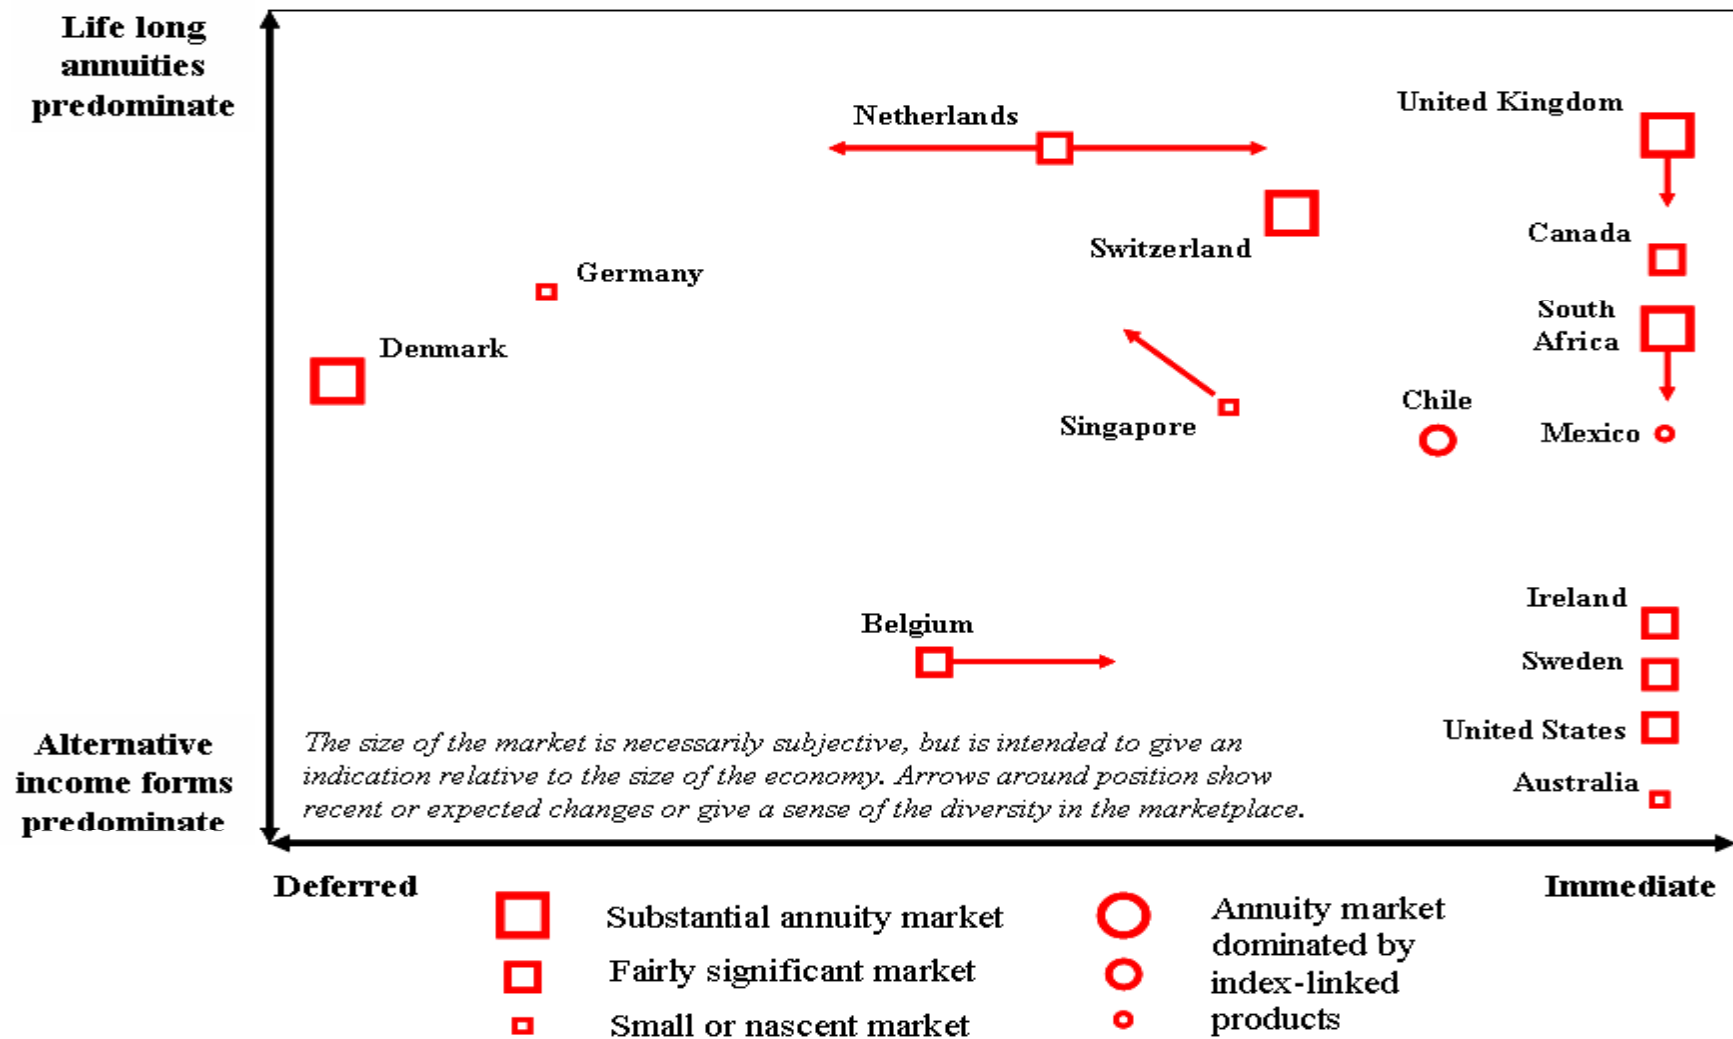 Life long
annuities
predominate
Netherlands
United Kingdom
Switzerland
Canada
Germany
South
Africa
Denmark
Singapore
Chile
Mexico
Belgium
Ireland
Sweden
United States
Australia
Alternative
income forms
predominate
The size of the market is necessarily subjective, but is intended to give an
indication relative to the size of the economy. Arrows around position show
recent or expected changes or give a sense of the diversity in the marketplace.
Deferred
Immediate
Substantial annuity market
Fairly significant market
Small or nascent market
Annuity market
dominated by
index-linked
products